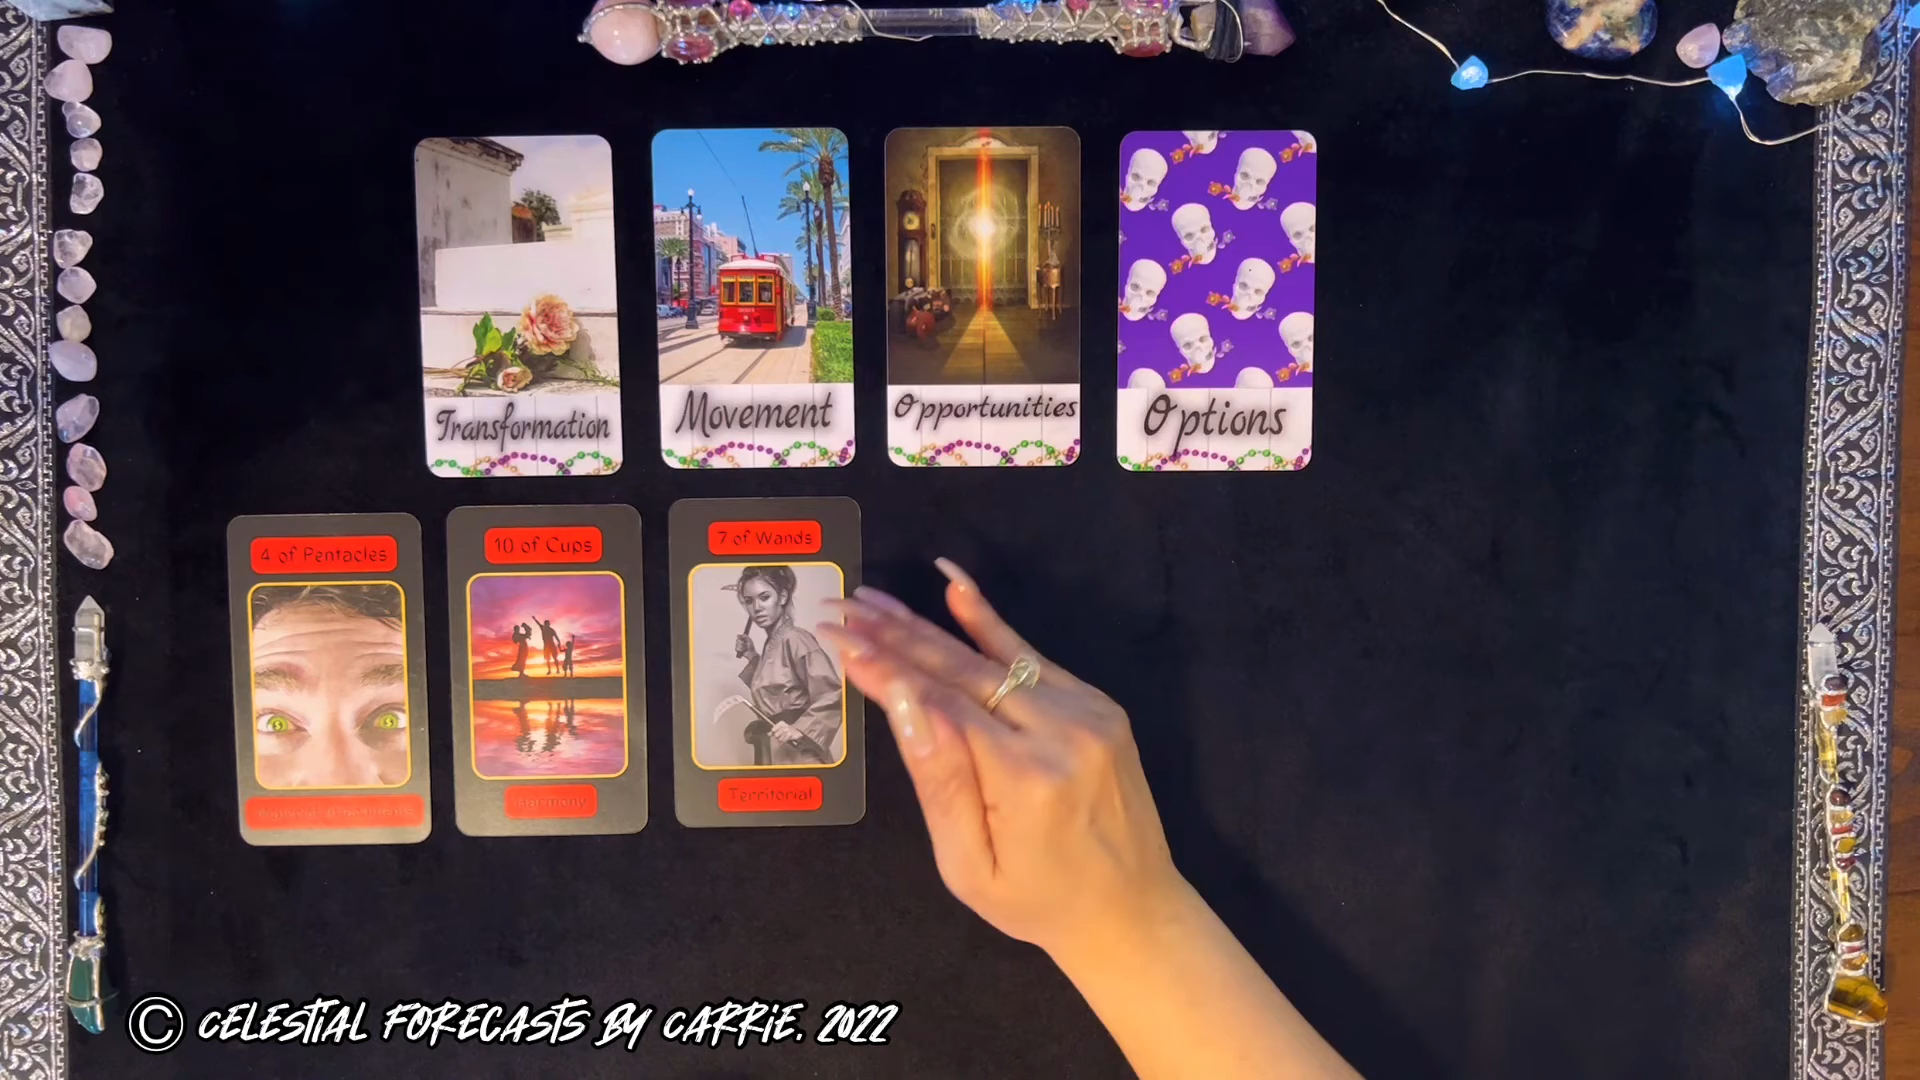 Transformation
Movement
Opportunities
Options
4 of Pentacles
10 of Cups
7 of Wands
Harmony
Territorial
© CELESTIAL FORECASTS BY CARRIE. 2022